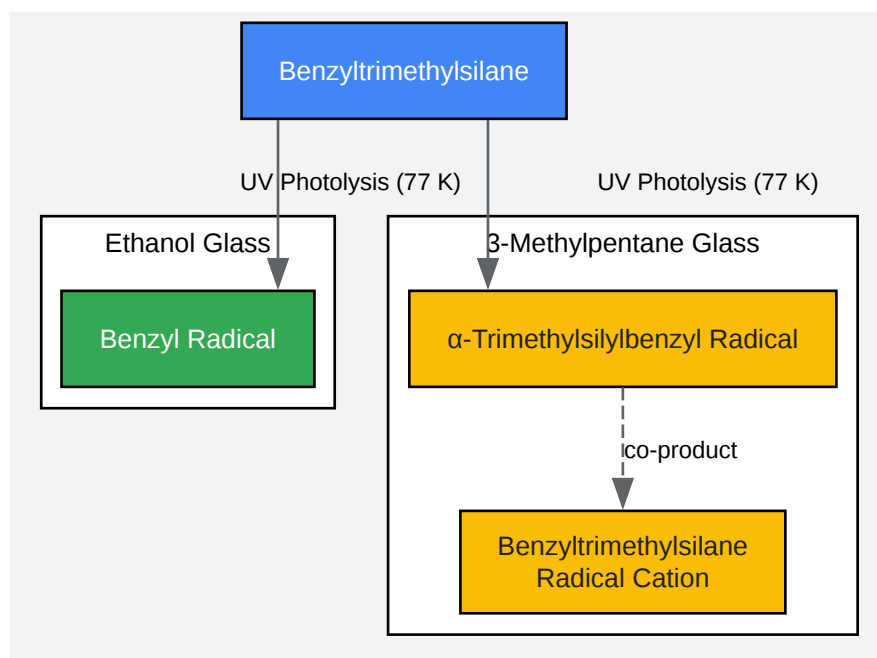 Benzyltrimethylsilane
UV Photolysis (77 K)
UV Photolysis (77 K)
Ethanol Glass
3-Methylpentane Glass
Benzyl Radical
α-Trimethylsilylbenzyl Radical
co-product
Benzyltrimethylsilane
Radical Cation